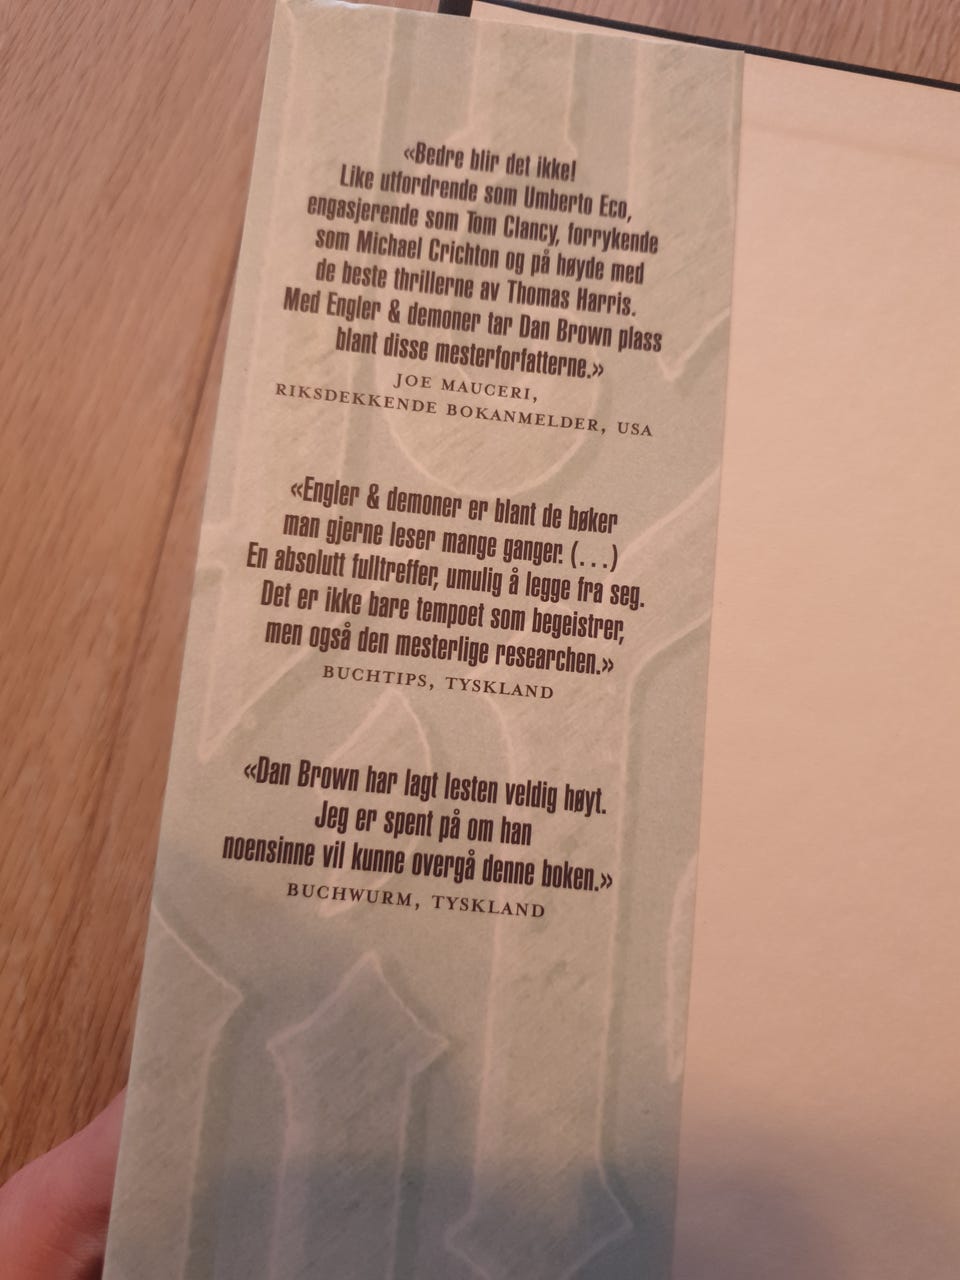 «Bedre blir det ikke!
Like utfordrende som Umberto Eco,
engasjerende som Tom Clancy, forrykende
som Michael Crichton og på høyde med
de beste thrillerne av Thomas Harris.
Med Engler & demoner tar Dan Brown plass
blant disse mesterforfatterne.»
JOE MAUCERI,
RIKSDEKKENDE BOKANMELDER, USA
«Engler & demoner er blant de bøker
man gjerne leser mange ganger. (...)
En absolutt fulltreffer, umulig å legge fra seg.
Det er ikke bare tempoet som begeistrer,
men også den mesterlige researchen.»
BUCHTIPS, TYSKLAND
«Dan Brown har lagt lesten veldig høyt.
Jeg er spent på om han
noensinne vil kunne overgå denne boken.»
BUCHWURM, TYSKLAND